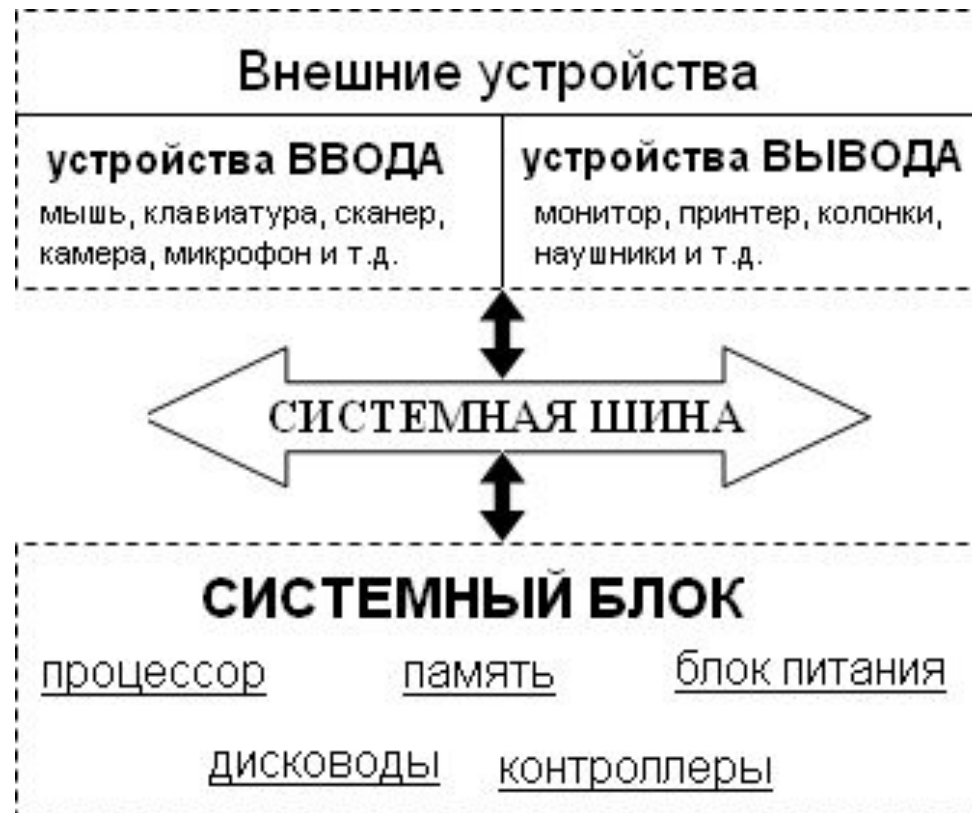 Внешние устройства
устройства ВВОДА
мышь, клавиатура, сканер,
камера, микрофон и т.д.
устройства ВЫВОДА
монитор, принтер, колонки,
наушники и т.д.
СИСТЕМНАЯ ШИНА
СИСТЕМНЫЙ БЛОК
процессор память блок питания
дисководы контроллеры